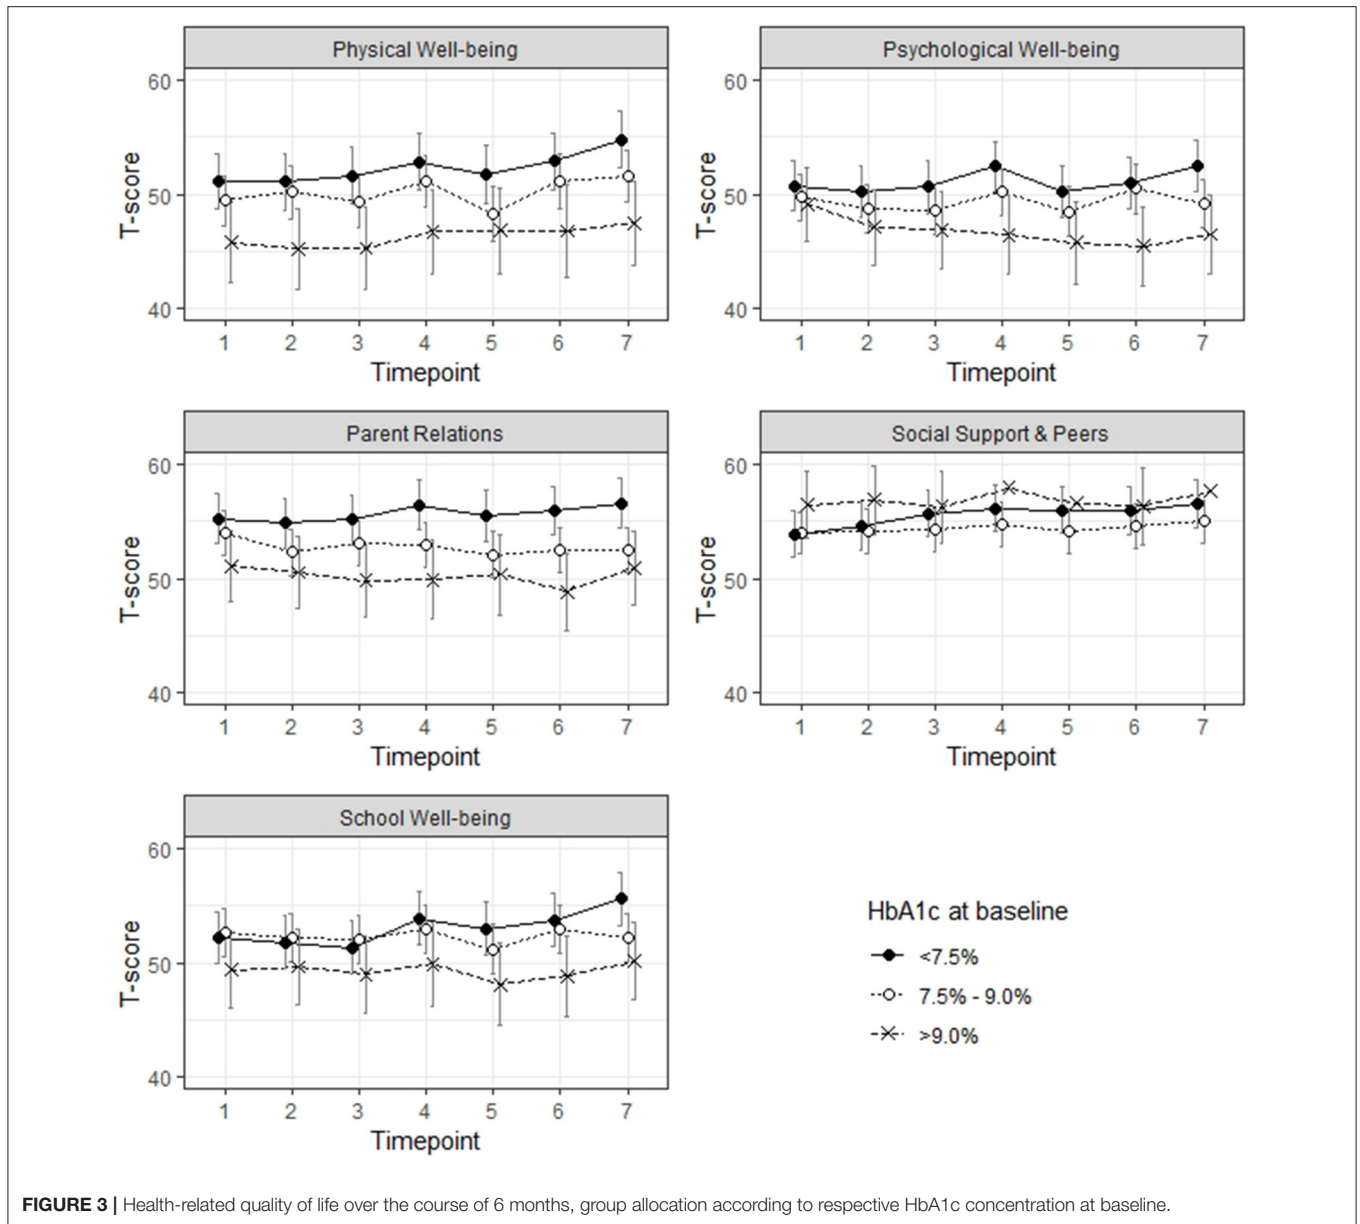 Physical Well-being
T-score
60
50
40
1 2 3 4 5 6 7
Timepoint
Psychological Well-being
T-score
60
50
40
1 2 3 4 5 6 7
Timepoint
Parent Relations
T-score
60
50
40
1 2 3 4 5 6 7
Timepoint
Social Support & Peers
T-score
60
50
40
1 2 3 4 5 6 7
Timepoint
School Well-being
T-score
60
50
40
1 2 3 4 5 6 7
Timepoint
HbA1c at baseline
<7.5%
7.5% - 9.0%
>9.0%
FIGURE 3 | Health-related quality of life over the course of 6 months, group allocation according to respective HbA1c concentration at baseline.